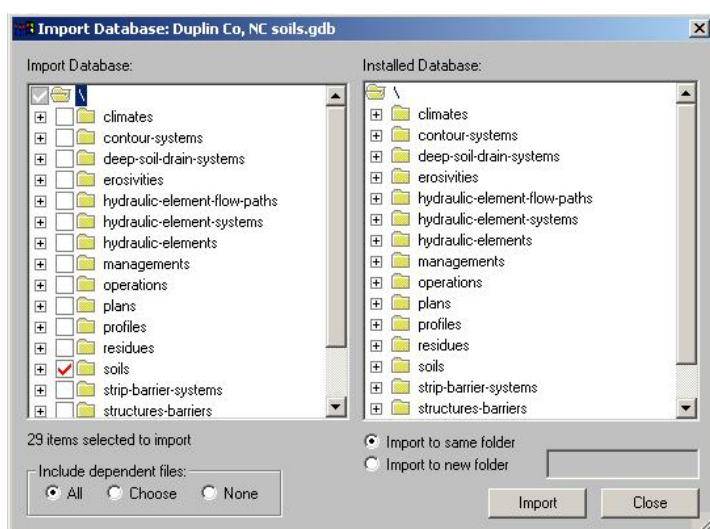 Import Database: Duplin Co, NC soils.gdb
Import Database:
\
climates
contour-systems
deep-soil-drain-systems
erosivities
hydraulic-element-flow-paths
hydraulic-element-systems
hydraulic-elements
managements
operations
plans
profiles
residues
soils
strip-barrier-systems
structures-barriers
29 items selected to import
Include dependent files:
All Choose None
Installed Database:
\
climates
contour-systems
deep-soil-drain-systems
erosivities
hydraulic-element-flow-paths
hydraulic-element-systems
hydraulic-elements
managements
operations
plans
profiles
residues
soils
strip-barrier-systems
structures-barriers
Import to same folder
Import to new folder
Import Close